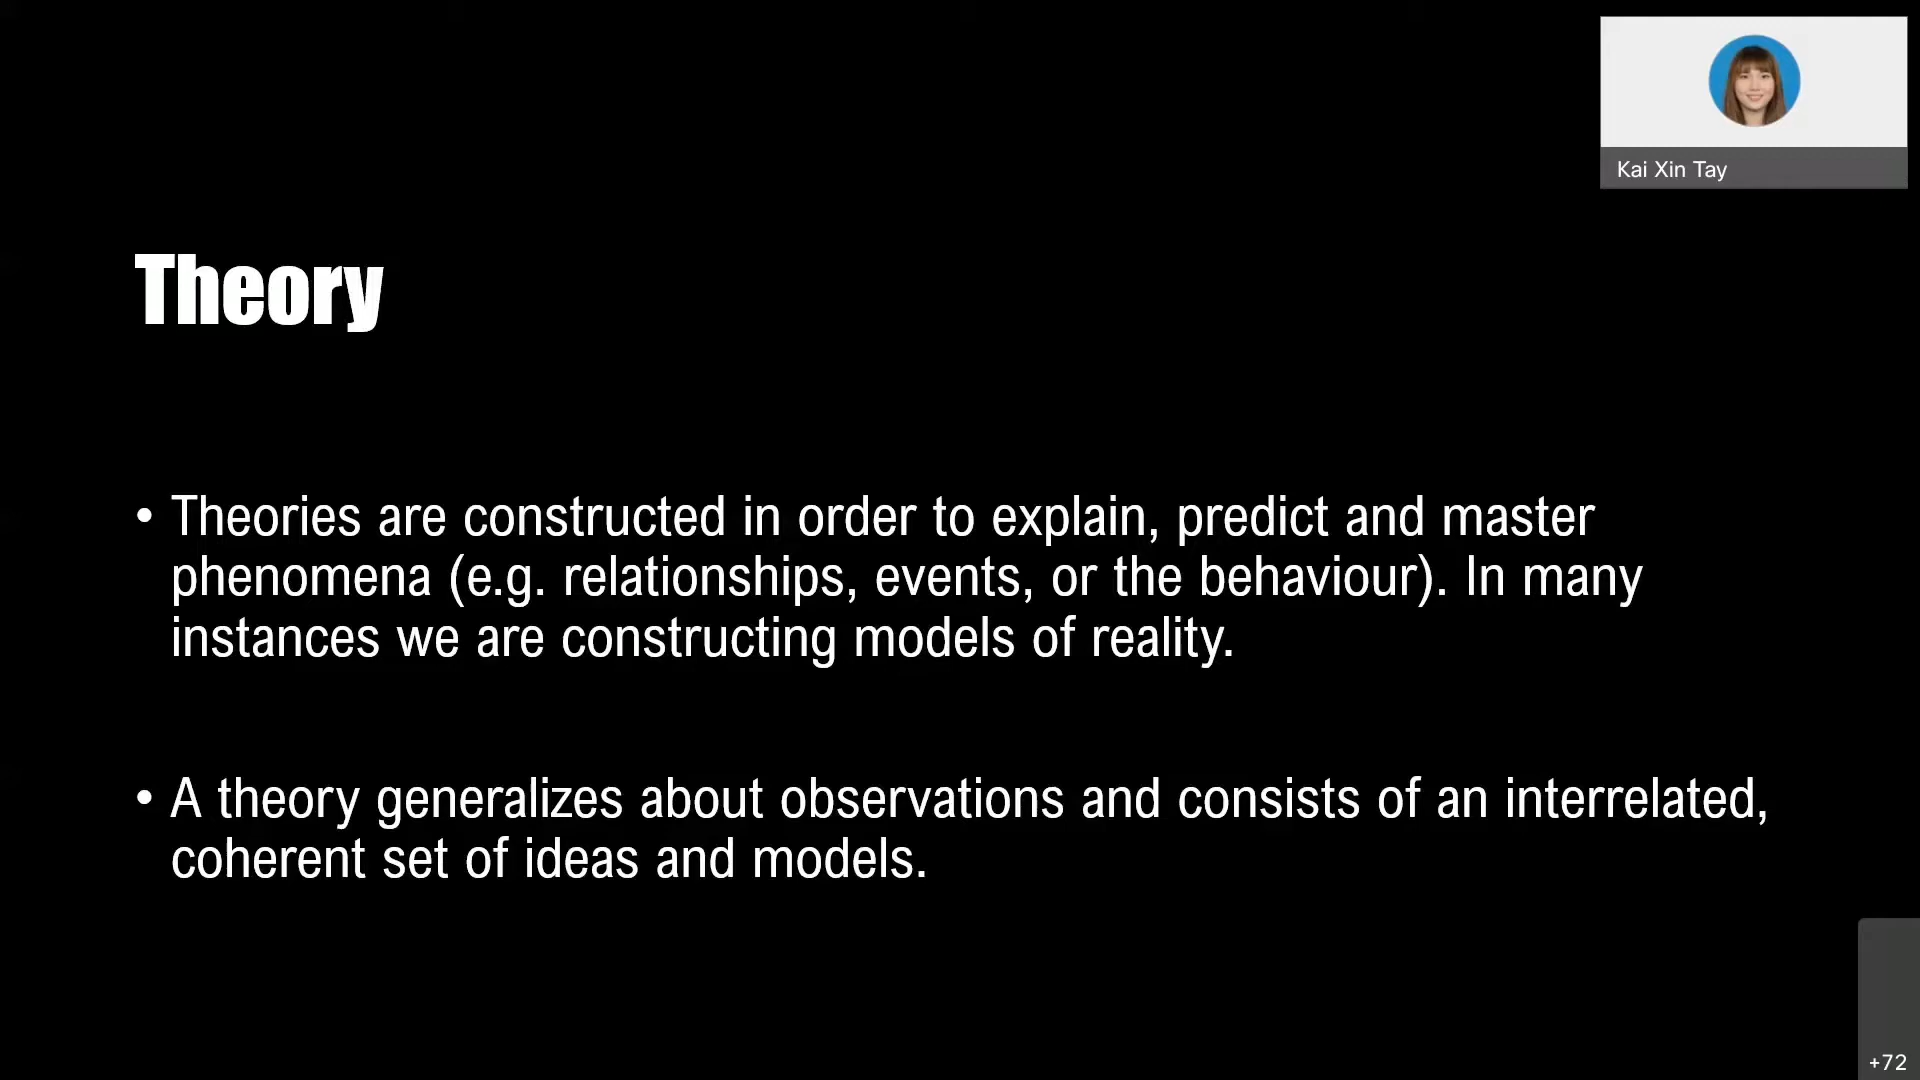 Kai Xin Tay
Theory
• Theories are constructed in order to explain, predict and master
phenomena (e.g. relationships, events, or the behaviour). In many
instances we are constructing models of reality.
• A theory generalizes about observations and consists of an interrelated,
coherent set of ideas and models.
+72